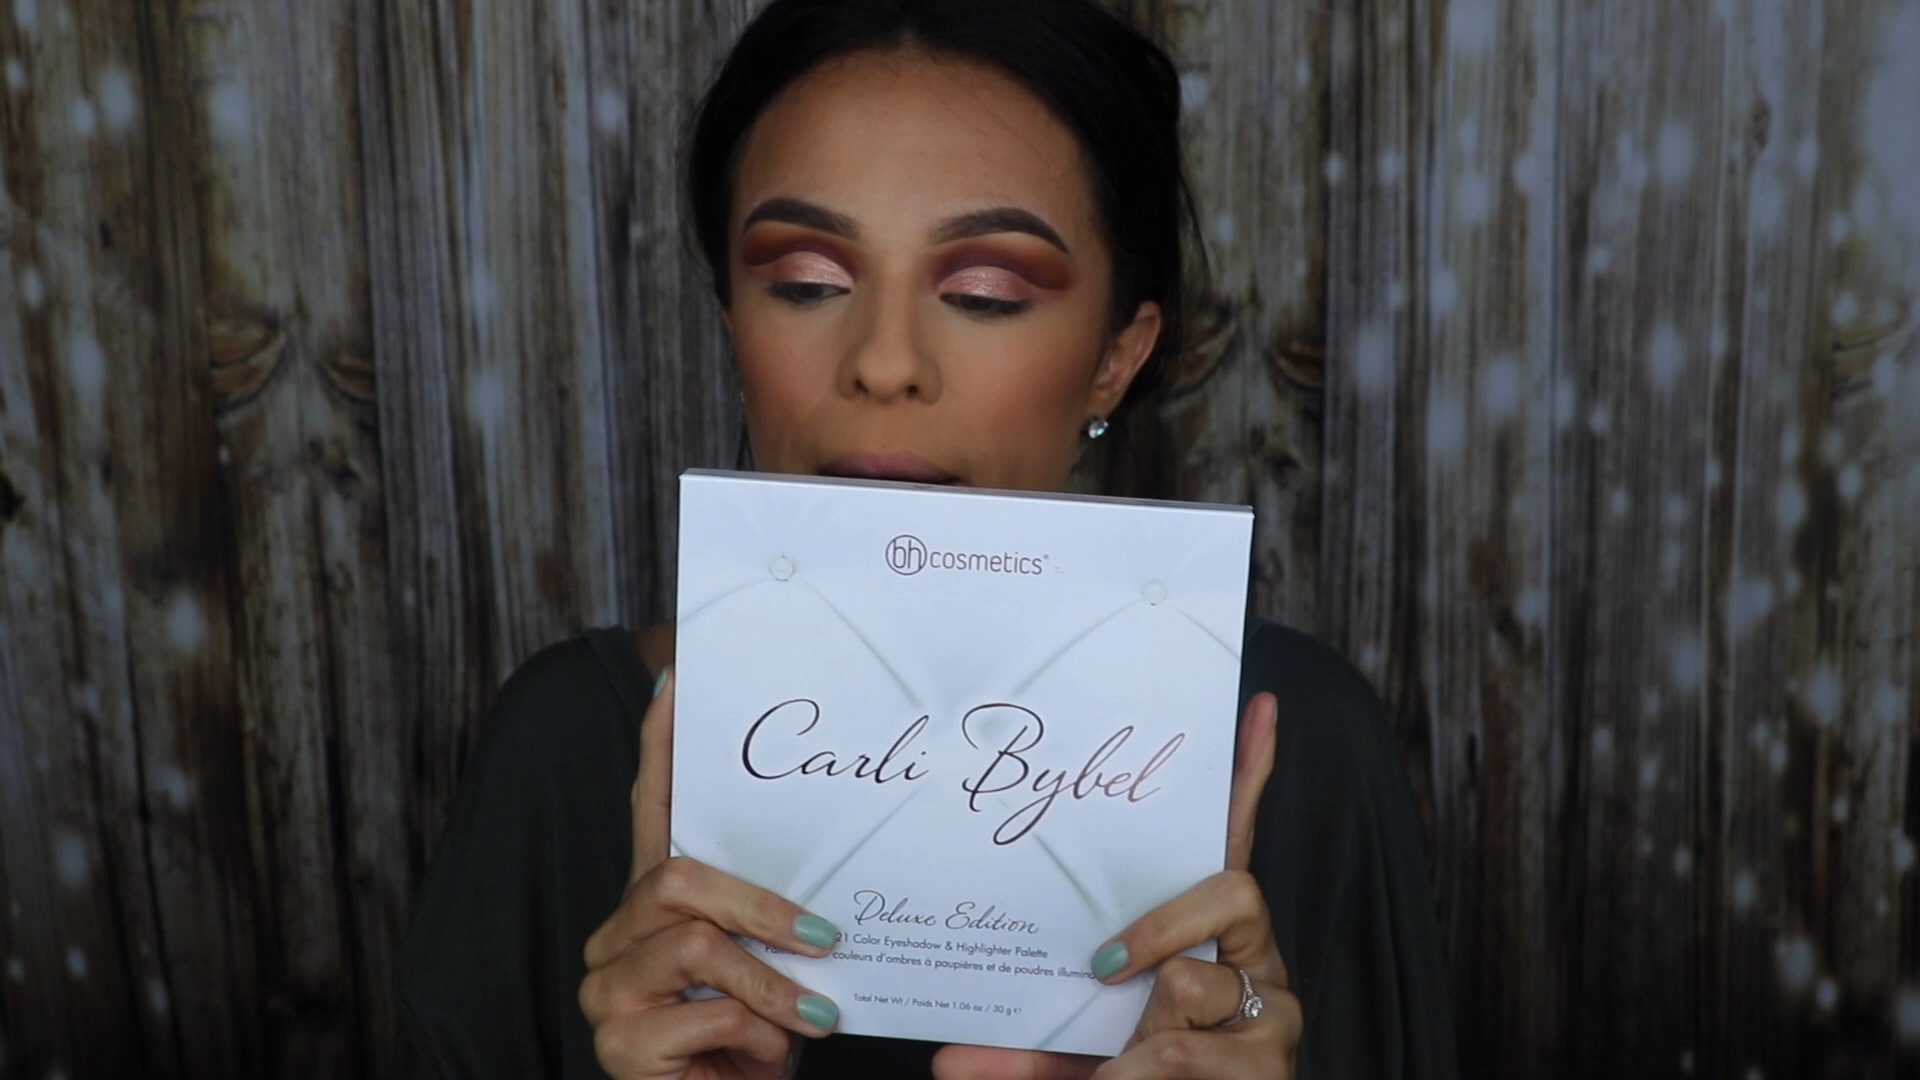 bh cosmetics®
Carli Bybel
Deluxe Edition
21 Color Eyeshadow & Highlighter Palette
couleurs d'ombres à paupières et de poudres
Total Net Wt / Poids Net 1.06 oz / 30 g ℮